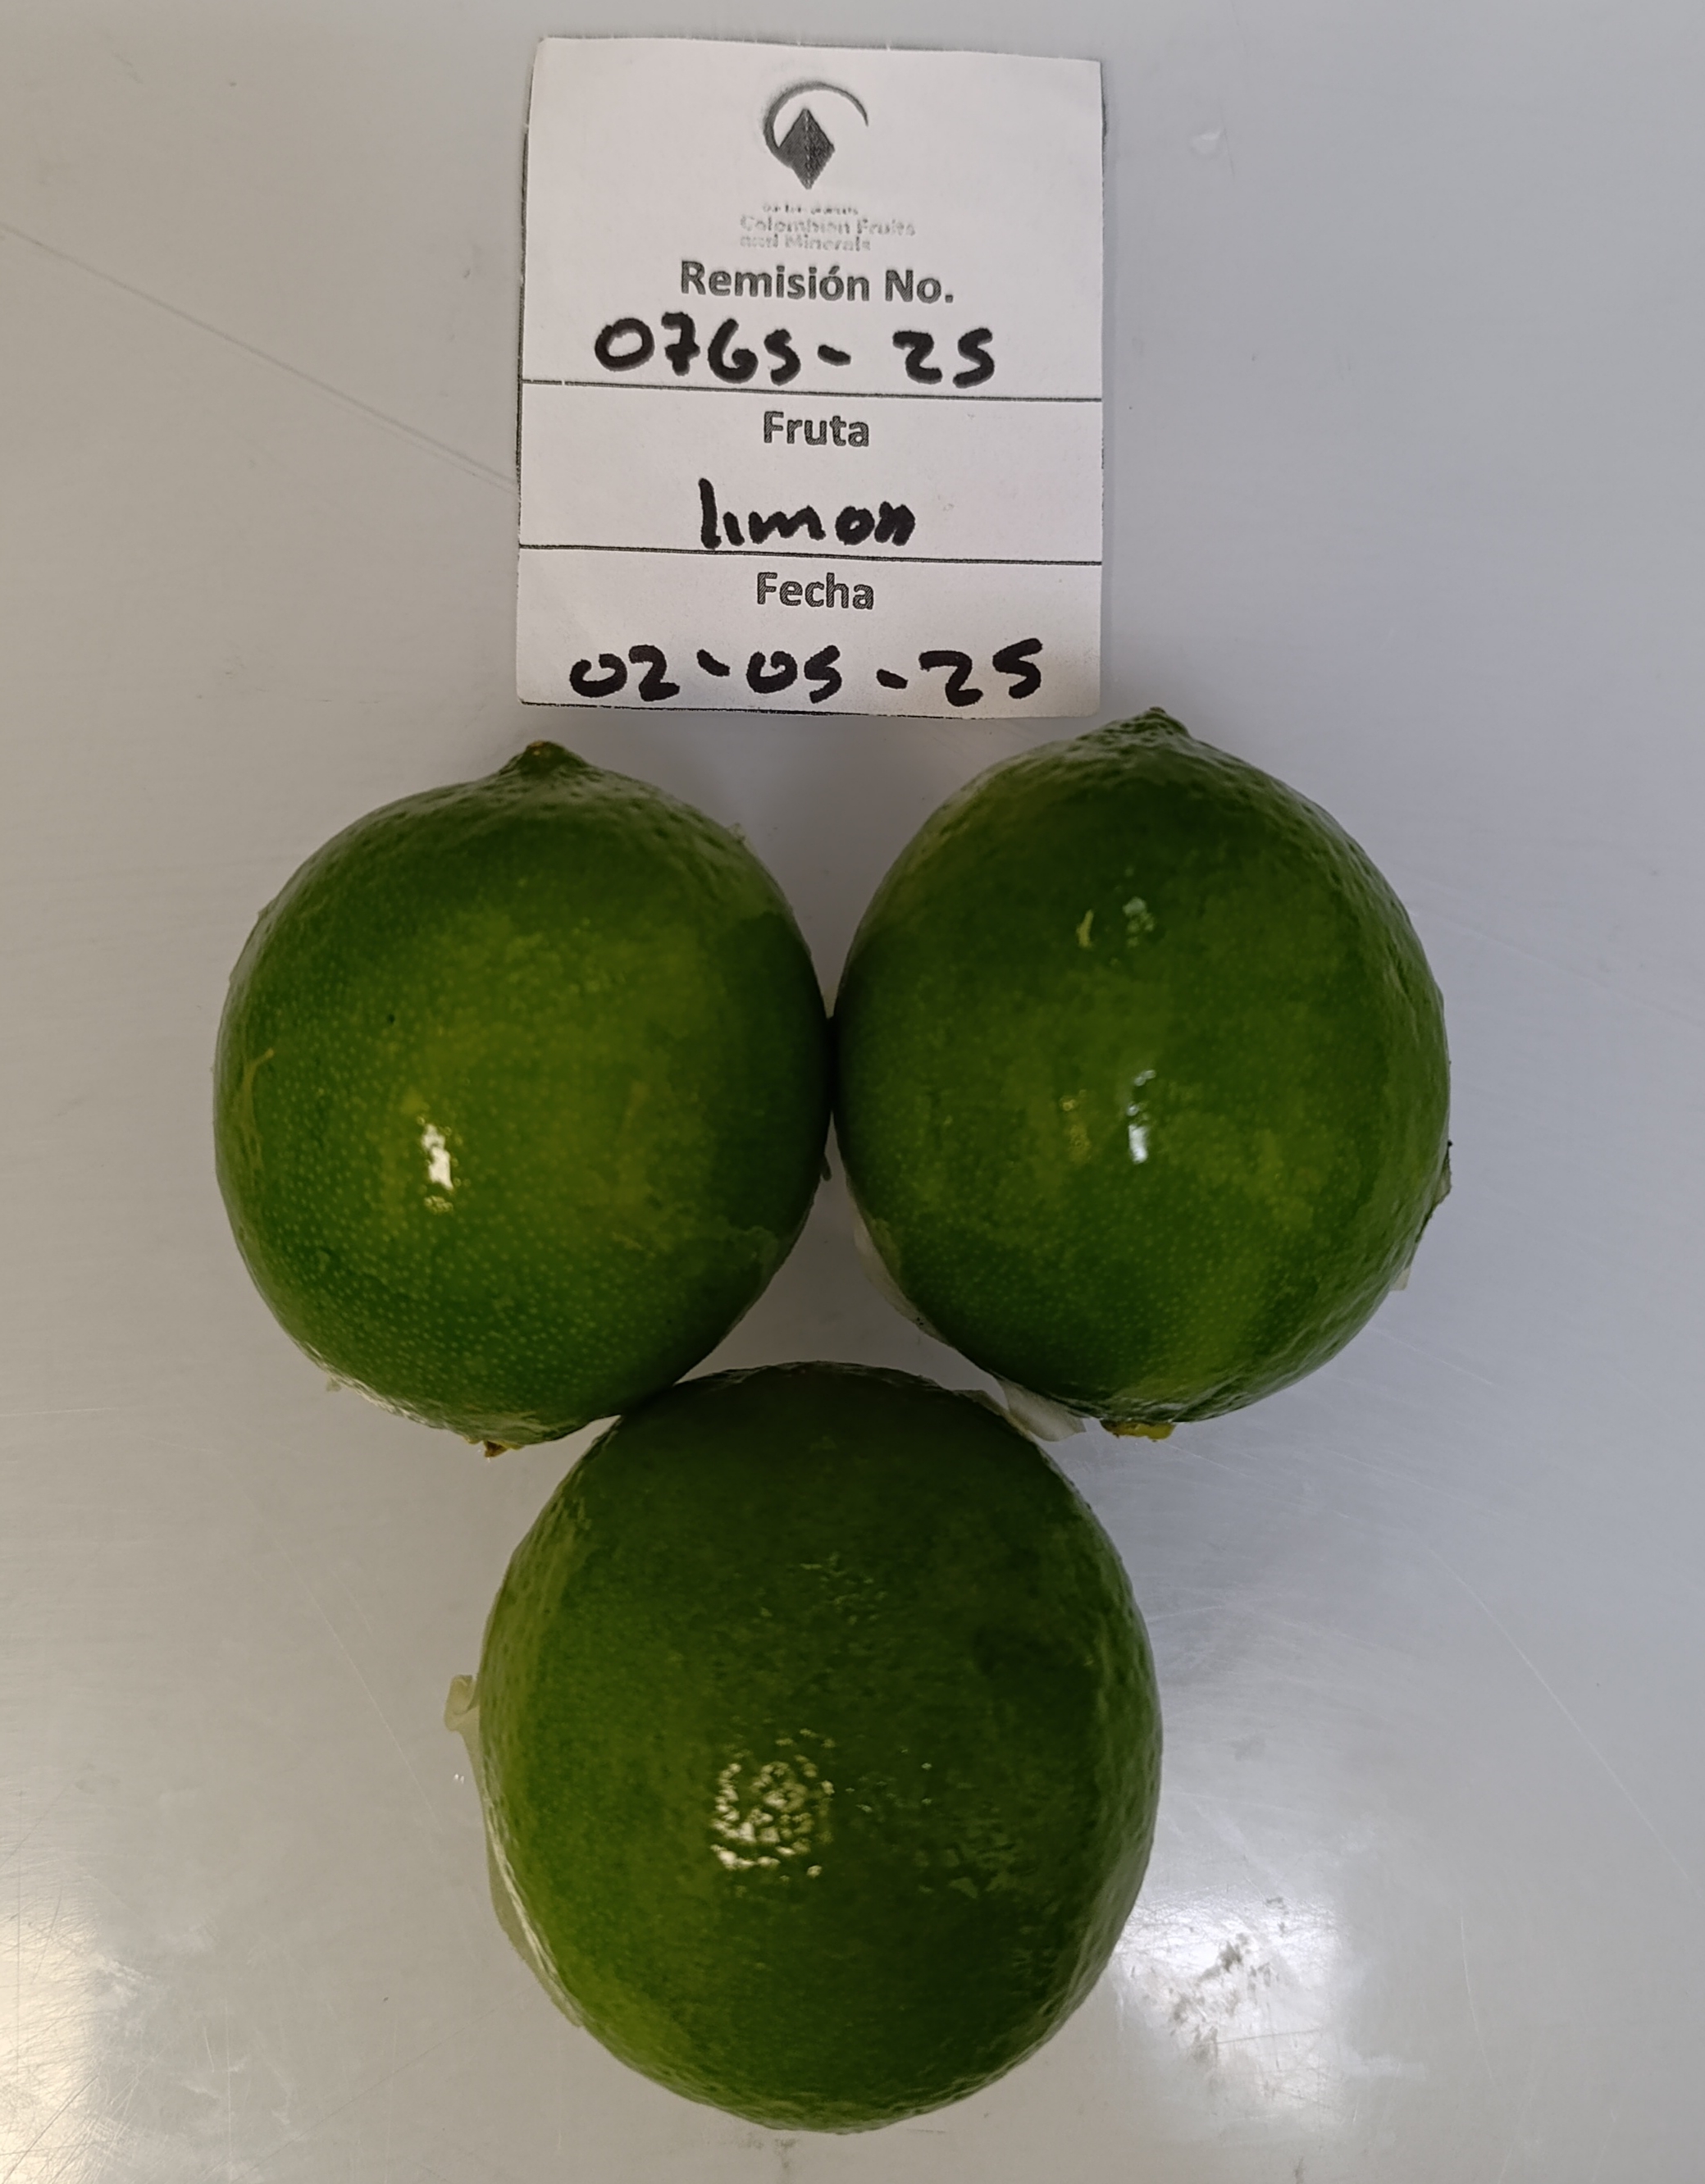 Colombian Fruits
and Minerals
Remisión No.
0765-25
Fruta
limon
Fecha
02-05-25